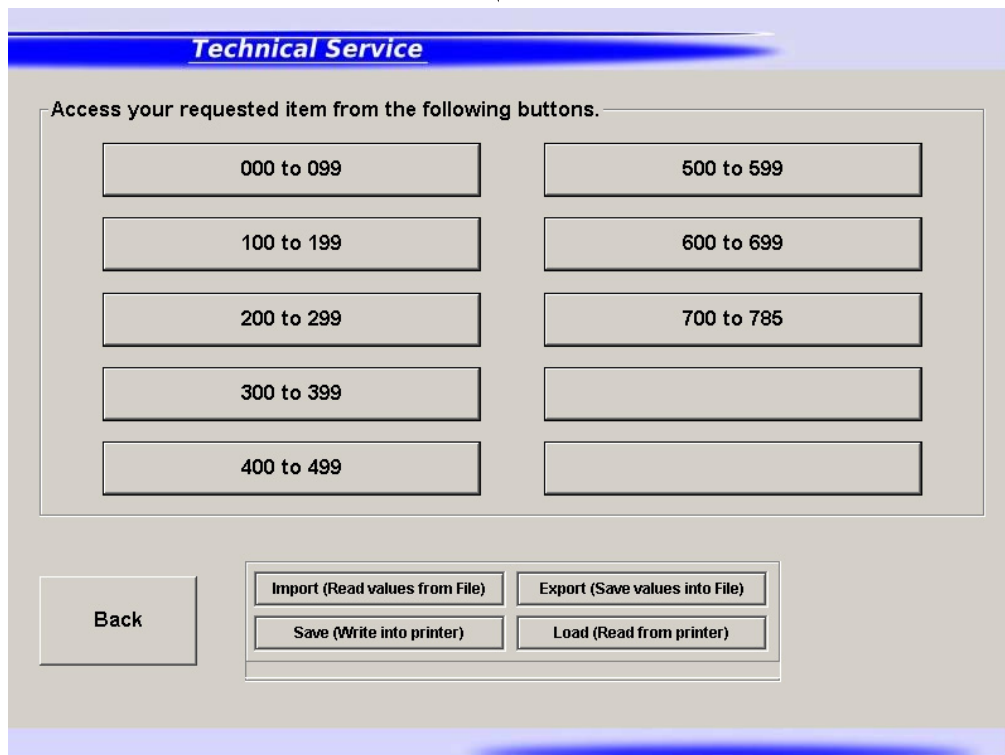 Technical Service
Access your requested item from the following buttons.
000 to 099
500 to 599
100 to 199
600 to 699
200 to 299
700 to 785
300 to 399
400 to 499
Import (Read values from File)
Export (Save values into File)
Back
Save (Write into printer)
Load (Read from printer)